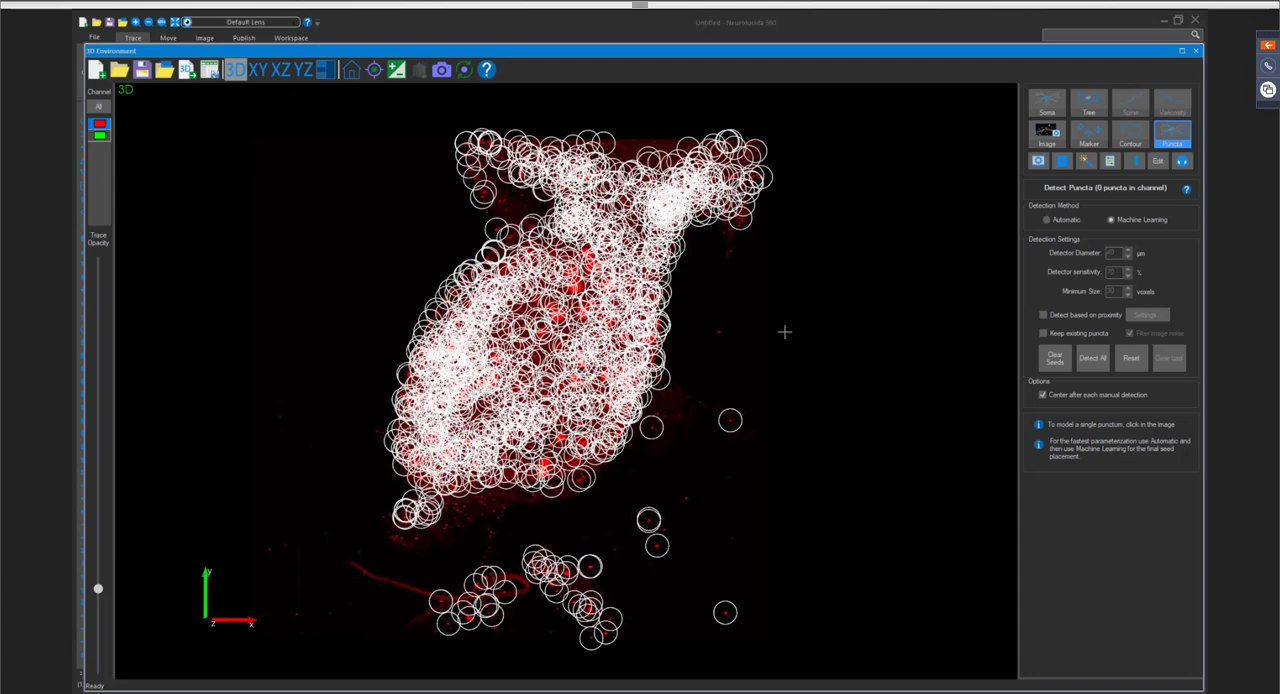 Default Lens
Untitled - Neurolucida 360
File Trace Move Image Publish Workspace
3D Environment
3D XY XZ YZ
Channel
All
3D
Trace
Opacity
Soma Tree Spine Varicosity
Image Marker Contour Puncta
Edit
Detect Puncta (0 puncta in channel)
Detection Method
Automatic Machine Learning
Detection Settings
Detector Diameter: 40 µm
Detector sensitivity: 70 %
Minimum Size: 30 voxels
Detect based on proximity Settings...
Keep existing puncta Filter image noise
Clear Seeds Detect All Reset Clear Last
Options
Center after each manual detection
To model a single punctum, click in the image
For the fastest parameterization use Automatic and
then use Machine Learning for the final seed
placement.
y
z x
Ready